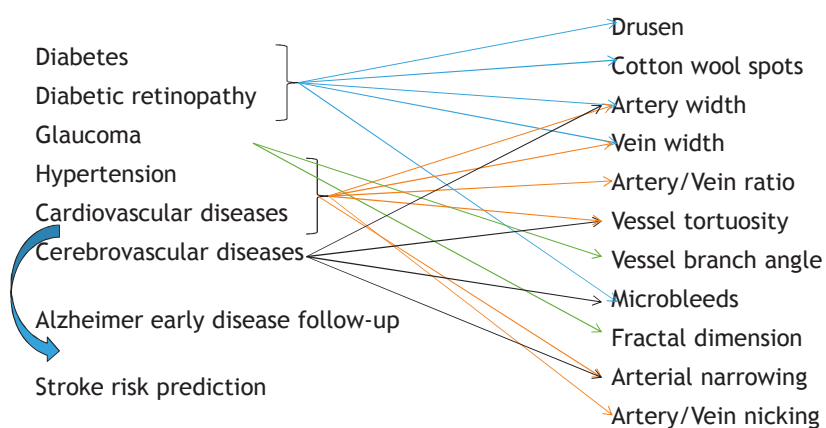 Diabetes
Diabetic retinopathy
Glaucoma
Hypertension
Cardiovascular diseases
Cerebrovascular diseases
Alzheimer early disease follow-up
Stroke risk prediction
Drusen
Cotton wool spots
Artery width
Vein width
Artery/Vein ratio
Vessel tortuosity
Vessel branch angle
Microbleeds
Fractal dimension
Arterial narrowing
Artery/Vein nicking